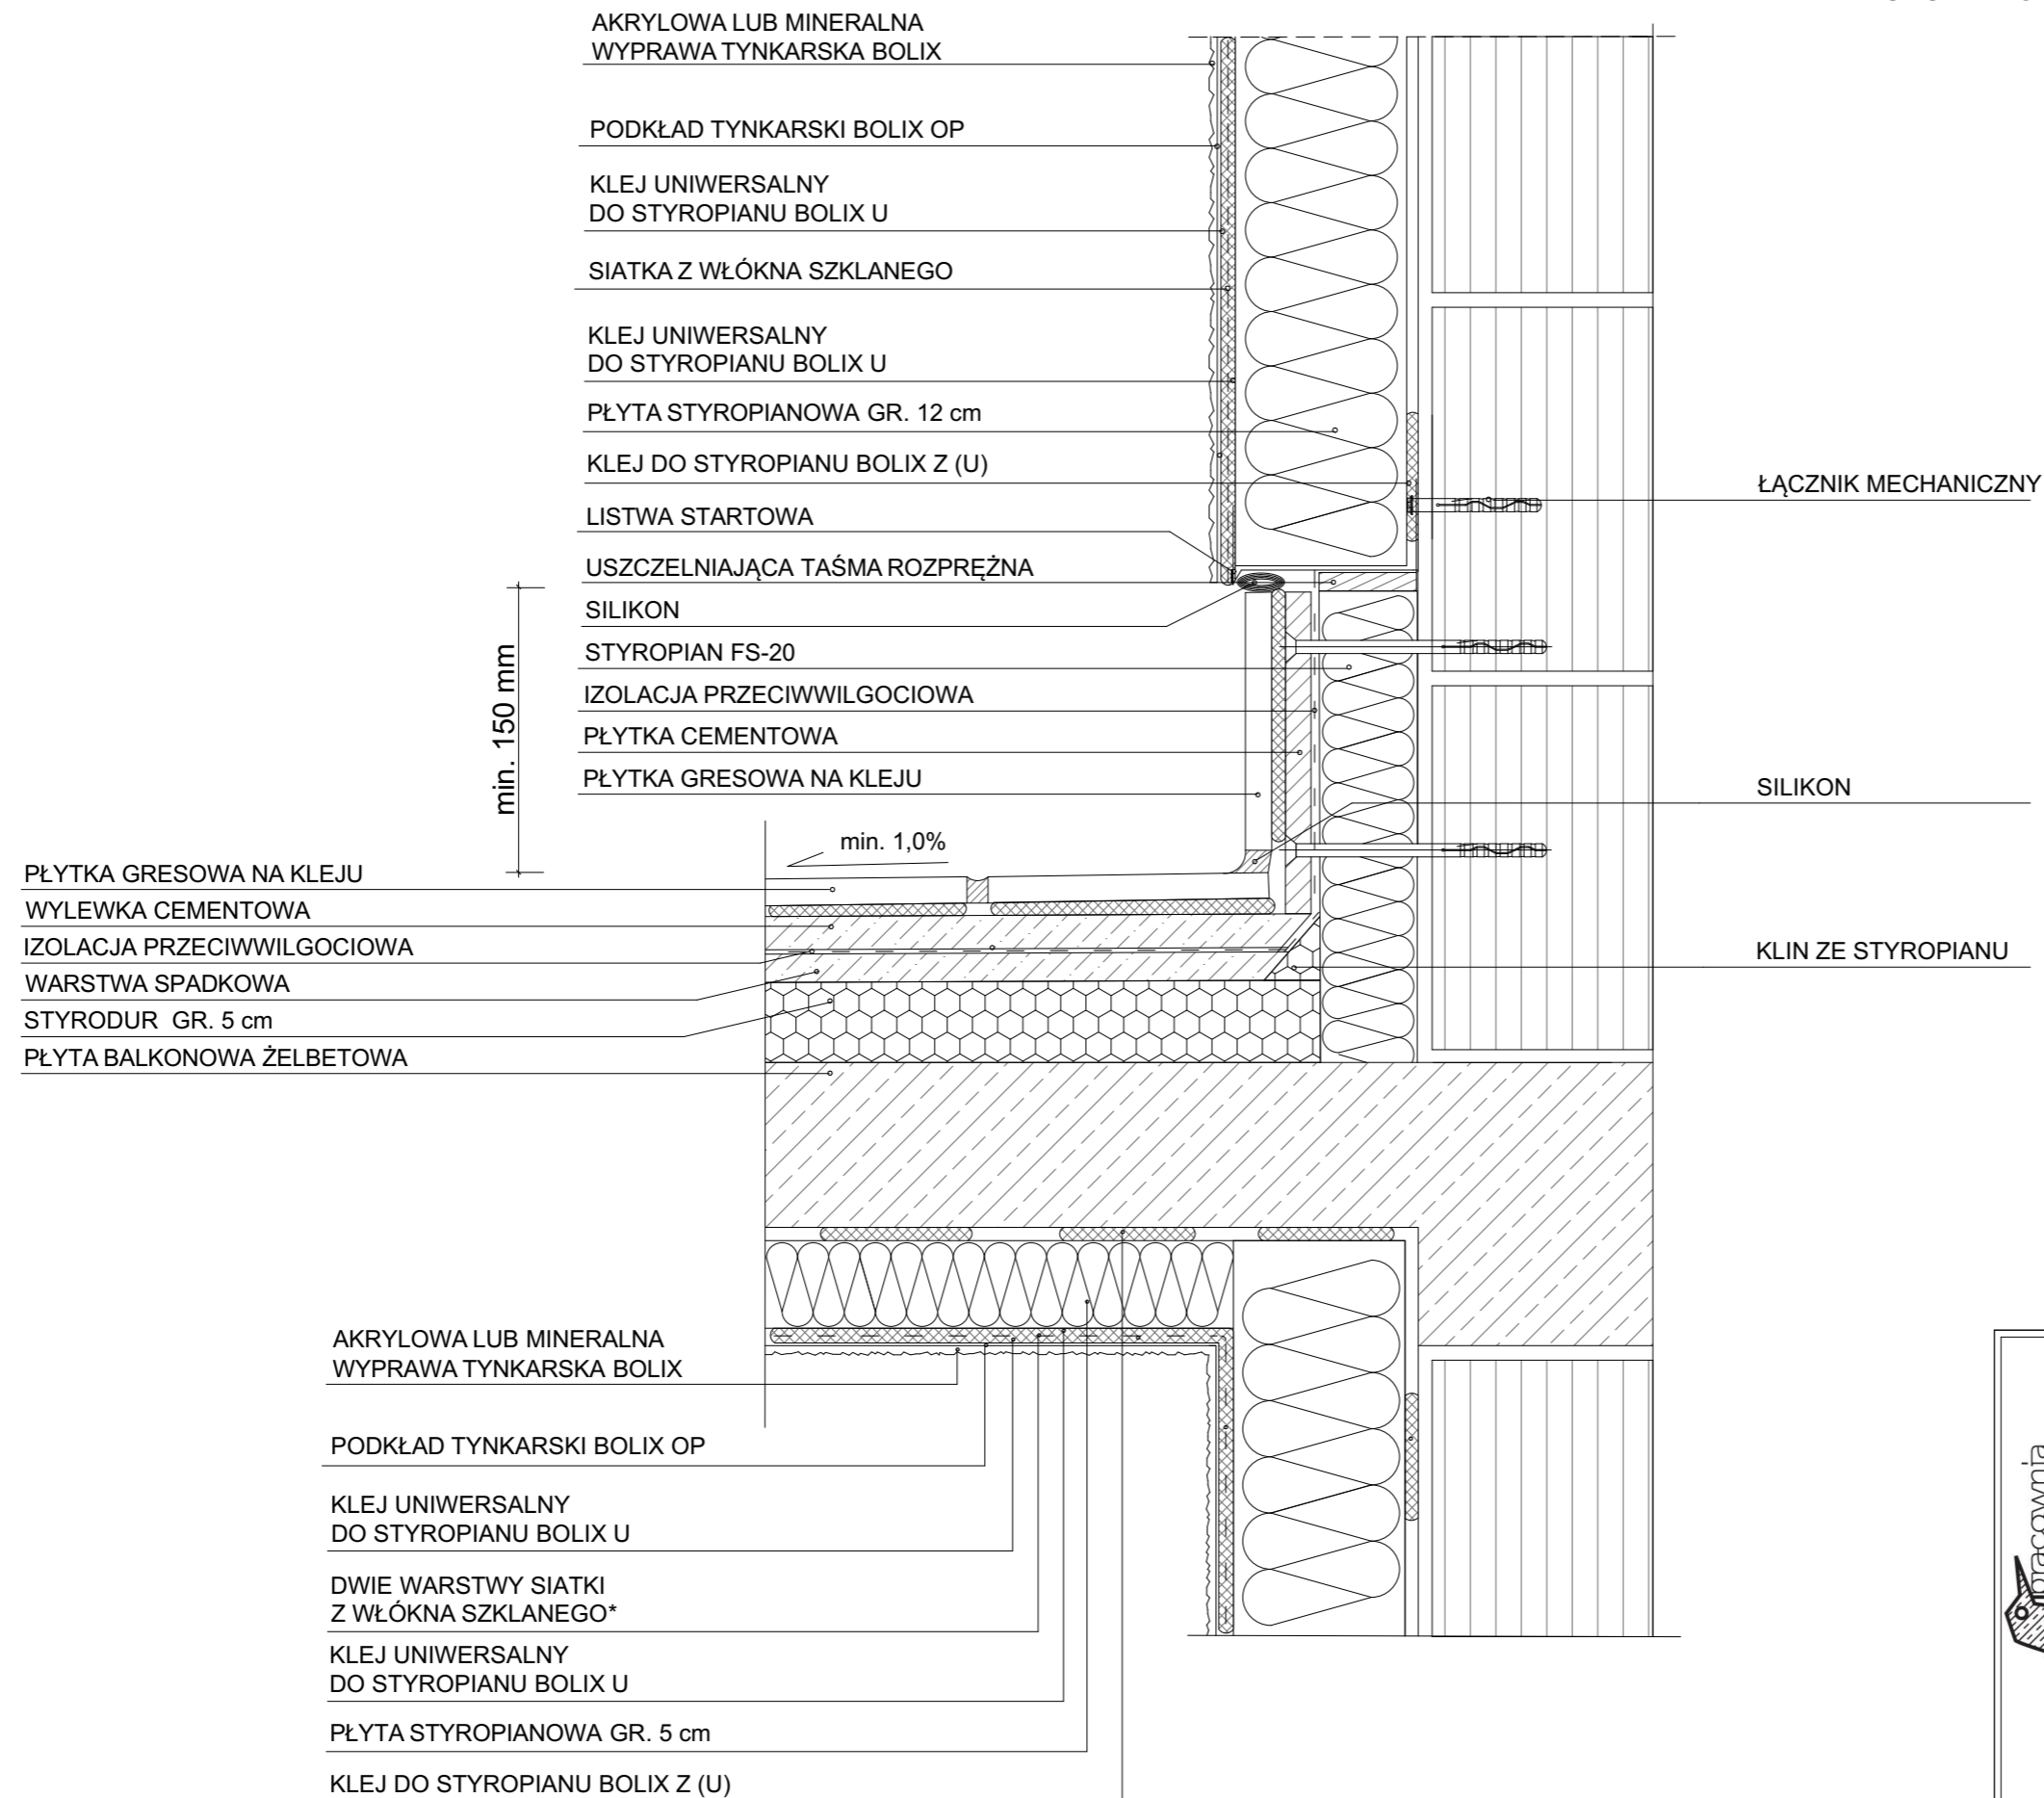 AKRYLOWA LUB MINERALNA
WYPRAWA TYNKARSKA BOLIX
PODKŁAD TYNKARSKI BOLIX OP
KLEJ UNIWERSALNY
DO STYROPIANU BOLIX U
SIATKA Z WŁÓKNA SZKLANEGO
KLEJ UNIWERSALNY
DO STYROPIANU BOLIX U
PŁYTA STYROPIANOWA GR. 12 cm
KLEJ DO STYROPIANU BOLIX Z (U)
LISTWA STARTOWA
USZCZELNIAJĄCA TAŚMA ROZPRĘŻNA
SILIKON
STYROPIAN FS-20
IZOLACJA PRZECIWWILGOCIOWA
PŁYTKA CEMENTOWA
PŁYTKA GRESOWA NA KLEJU
min. 150 mm
min. 1,0%
ŁĄCZNIK MECHANICZNY
SILIKON
KLIN ZE STYROPIANU
PŁYTKA GRESOWA NA KLEJU
WYLEWKA CEMENTOWA
IZOLACJA PRZECIWWILGOCIOWA
WARSTWA SPADKOWA
STYRODUR GR. 5 cm
PŁYTA BALKONOWA ŻELBETOWA
AKRYLOWA LUB MINERALNA
WYPRAWA TYNKARSKA BOLIX
PODKŁAD TYNKARSKI BOLIX OP
KLEJ UNIWERSALNY
DO STYROPIANU BOLIX U
DWIE WARSTWY SIATKI
Z WŁÓKNA SZKLANEGO*
KLEJ UNIWERSALNY
DO STYROPIANU BOLIX U
PŁYTA STYROPIANOWA GR. 5 cm
KLEJ DO STYROPIANU BOLIX Z (U)
pracownia